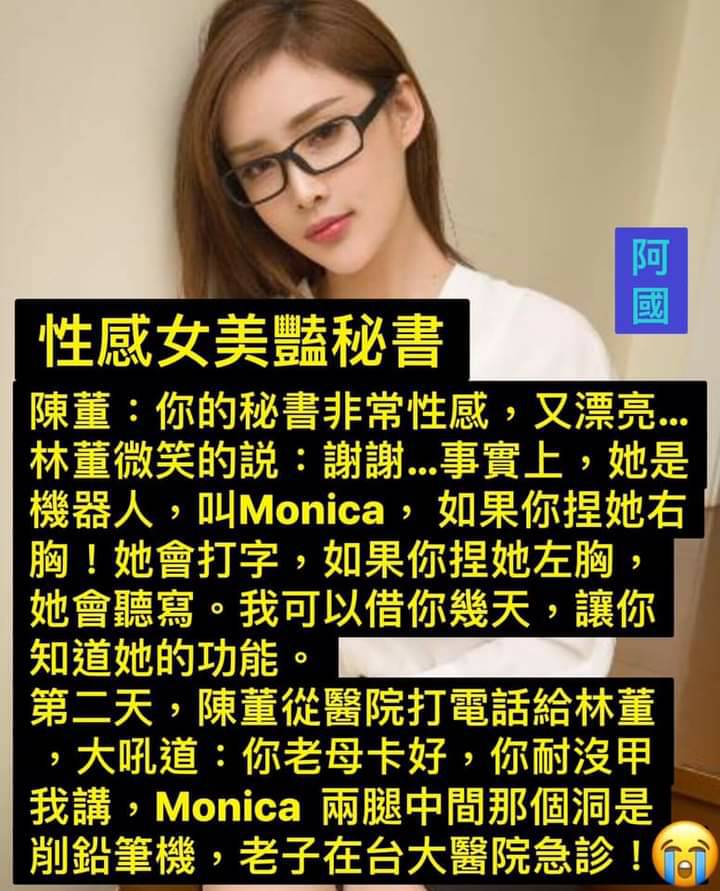 阿
國
性感女美豔秘書
陳董：你的秘書非常性感，又漂亮...
林董微笑的説：謝謝...事實上，她是
機器人，叫Monica， 如果你捏她右
胸！她會打字，如果你捏她左胸，
她會聽寫。我可以借你幾天，讓你
知道她的功能。
第二天，陳董從醫院打電話給林董
，大吼道：你老母卡好，你耐沒甲
我講，Monica 兩腿中間那個洞是
削鉛筆機，老子在台大醫院急診！😭